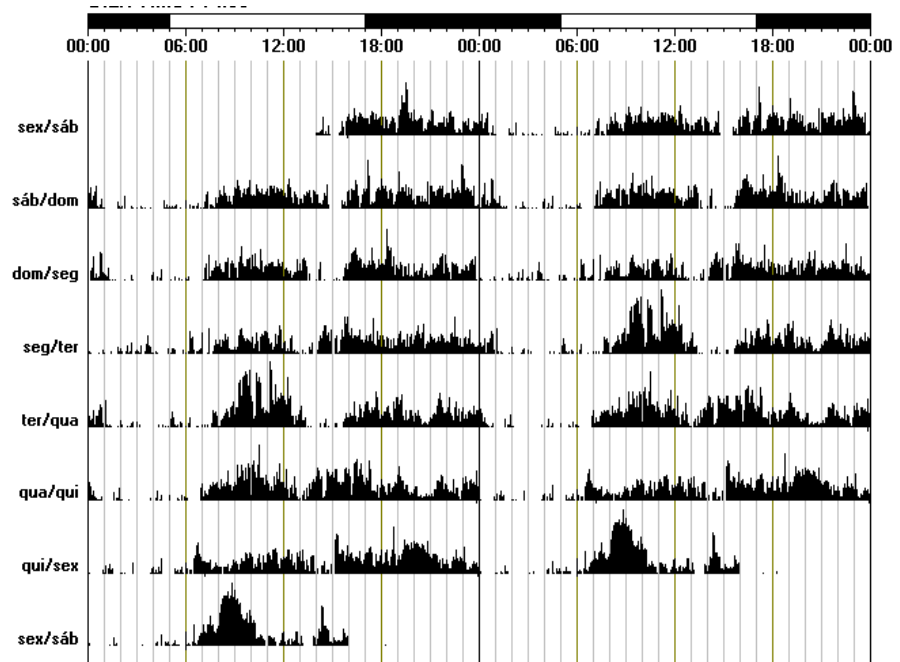 00:00 06:00 12:00 18:00 00:00 06:00 12:00 18:00 00:00
sex/sáb
sáb/dom
dom/seg
seg/ter
ter/qua
qua/qui
qui/sex
sex/sáb